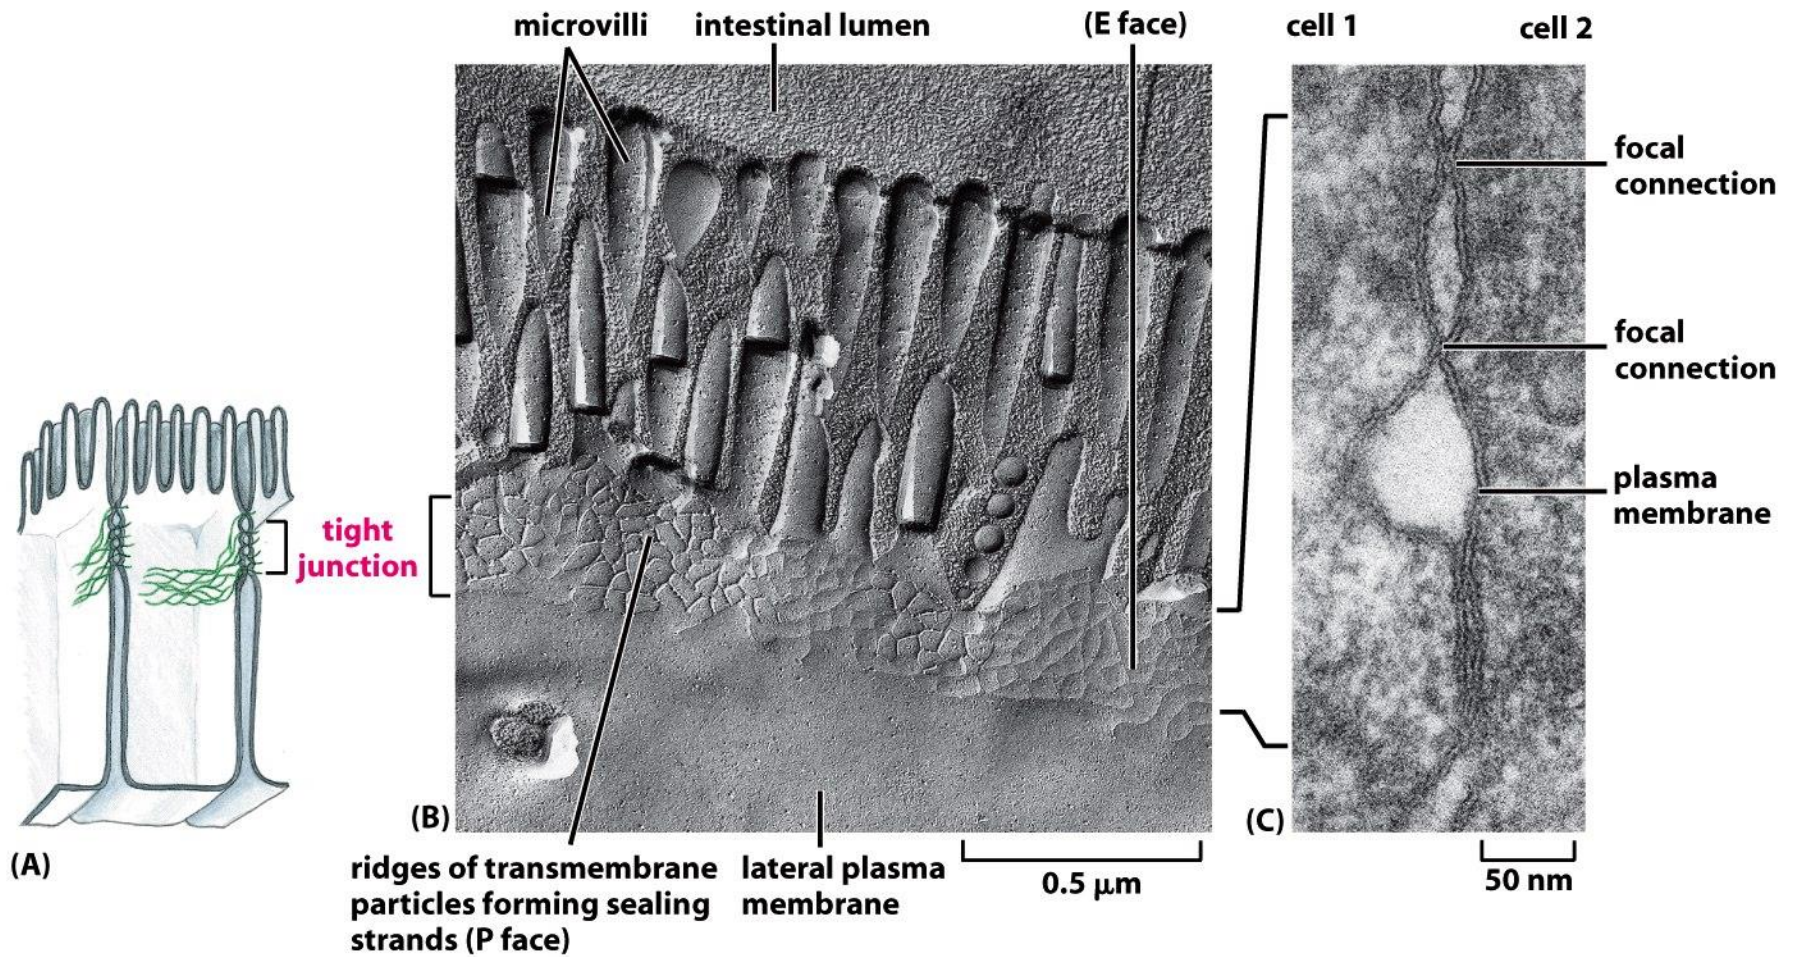 microvilli
intestinal lumen
(E face)
cell 1
cell 2
focal
connection
focal
connection
plasma
membrane
tight
junction
(A)
(B)
(C)
ridges of transmembrane
particles forming sealing
strands (P face)
lateral plasma
membrane
0.5 µm
50 nm